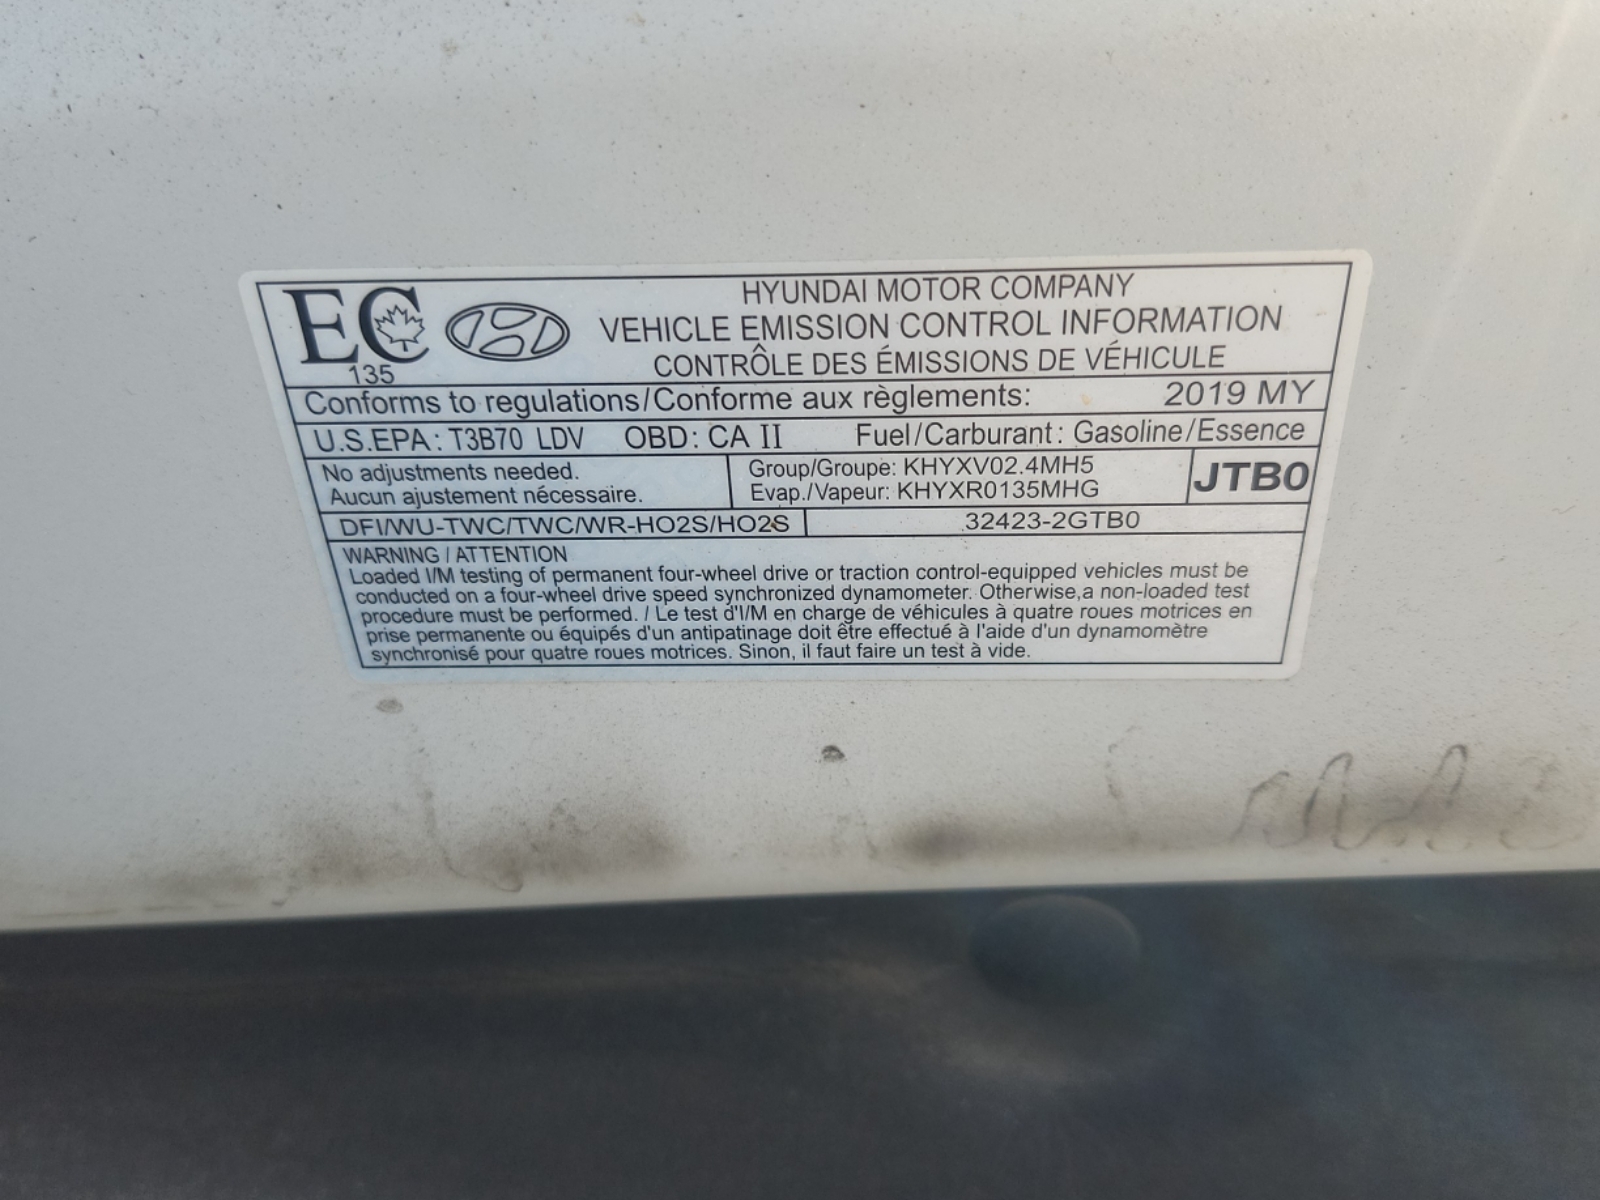 EC
135
HYUNDAI MOTOR COMPANY
VEHICLE EMISSION CONTROL INFORMATION
CONTRÔLE DES ÉMISSIONS DE VÉHICULE
Conforms to regulations/Conforme aux règlements: 2019 MY
U.S.EPA: T3B70 LDV OBD: CA II Fuel/Carburant: Gasoline/Essence
No adjustments needed.
Aucun ajustement nécessaire.
Group/Groupe: KHYXV02.4MH5
Evap./Vapeur: KHYXR0135MHG
JTB0
DFI/WU-TWC/TWC/WR-HO2S/HO2S 32423-2GTB0
WARNING / ATTENTION
Loaded I/M testing of permanent four-wheel drive or traction control-equipped vehicles must be
conducted on a four-wheel drive speed synchronized dynamometer. Otherwise,a non-loaded test
procedure must be performed. / Le test d'I/M en charge de véhicules à quatre roues motrices en
prise permanente ou équipés d'un antipatinage doit être effectué à l'aide d'un dynamomètre
synchronisé pour quatre roues motrices. Sinon, il faut faire un test à vide.